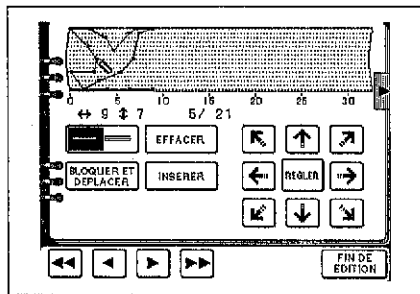 0 5 10 15 20 25 30
↔ 9 ↕ 7 5/ 21
EFFACER
BLOQUER ET
DEPLACER
INSERER
REGLER
FIN DE
EDITION